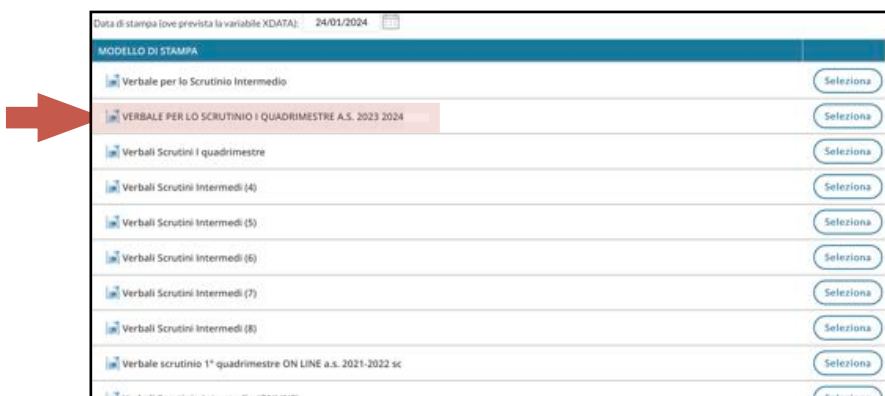 Data di stampa (ove prevista la variabile XDATA): 24/01/2024
MODELLO DI STAMPA
Verbale per lo Scrutinio Intermedio Seleziona
VERBALE PER LO SCRUTINIO I QUADRIMESTRE A.S. 2023 2024 Seleziona
Verbali Scrutini I quadrimestre Seleziona
Verbali Scrutini Intermedi (4) Seleziona
Verbali Scrutini Intermedi (5) Seleziona
Verbali Scrutini Intermedi (6) Seleziona
Verbali Scrutini Intermedi (7) Seleziona
Verbali Scrutini Intermedi (8) Seleziona
Verbale scrutinio 1° quadrimestre ON LINE a.s. 2021-2022 sc Seleziona